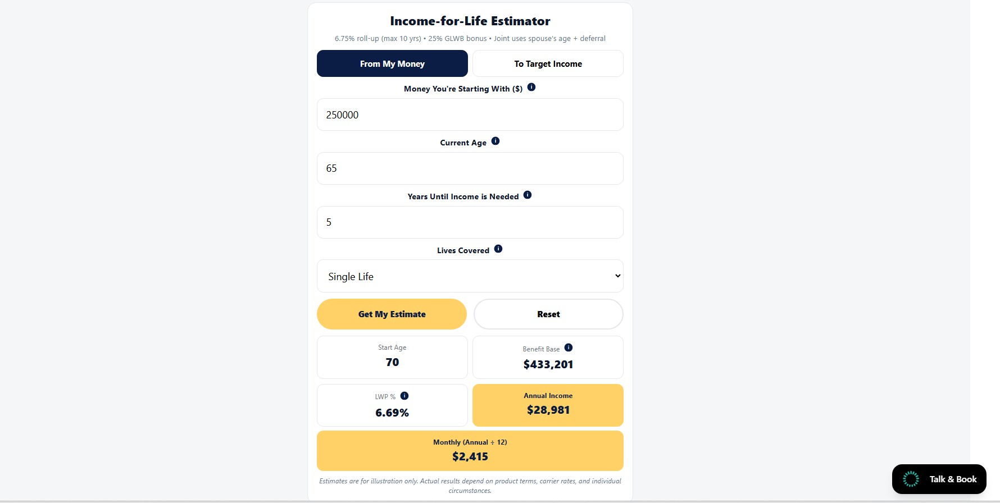 Income-for-Life Estimator
6.75% roll-up (max 10 yrs) • 25% GLWB bonus • Joint uses spouse's age + deferral
From My Money
To Target Income
Money You're Starting With ($) i
250000
Current Age i
65
Years Until Income is Needed i
5
Lives Covered i
Single Life
Get My Estimate
Reset
Start Age
70
Benefit Base i
$433,201
LWP % i
6.69%
Annual Income
$28,981
Monthly (Annual ÷ 12)
$2,415
Estimates are for illustration only. Actual results depend on product terms, carrier rates, and individual
circumstances.
Talk & Book